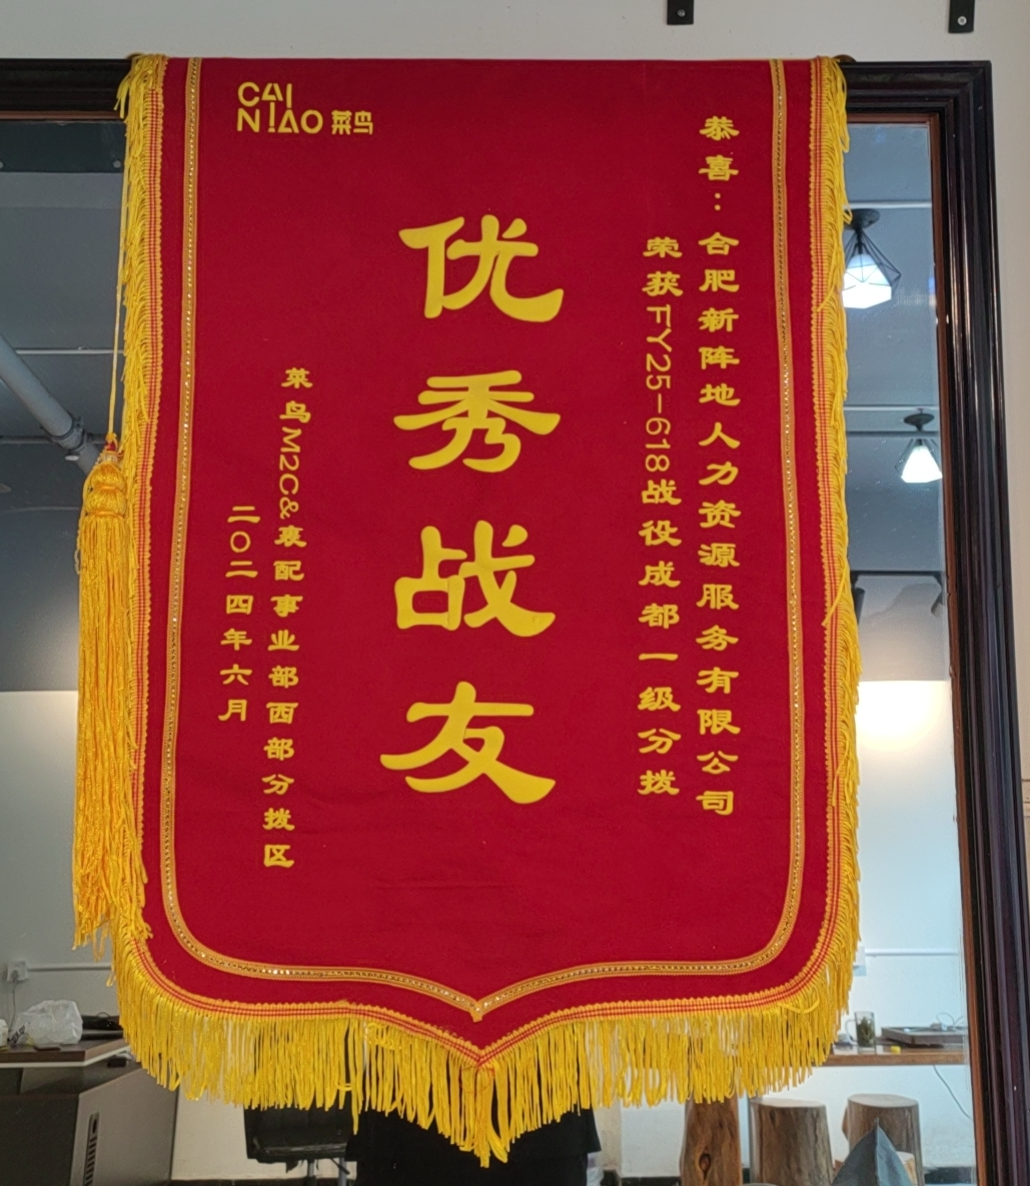 CAI
NIAO 菜鸟
恭喜：合肥新阵地人力资源服务有限公司
荣获FY25-618战役成都一级分拨
优秀战友
菜鸟M2C&集配事业部西部分拨区
二〇二四年六月